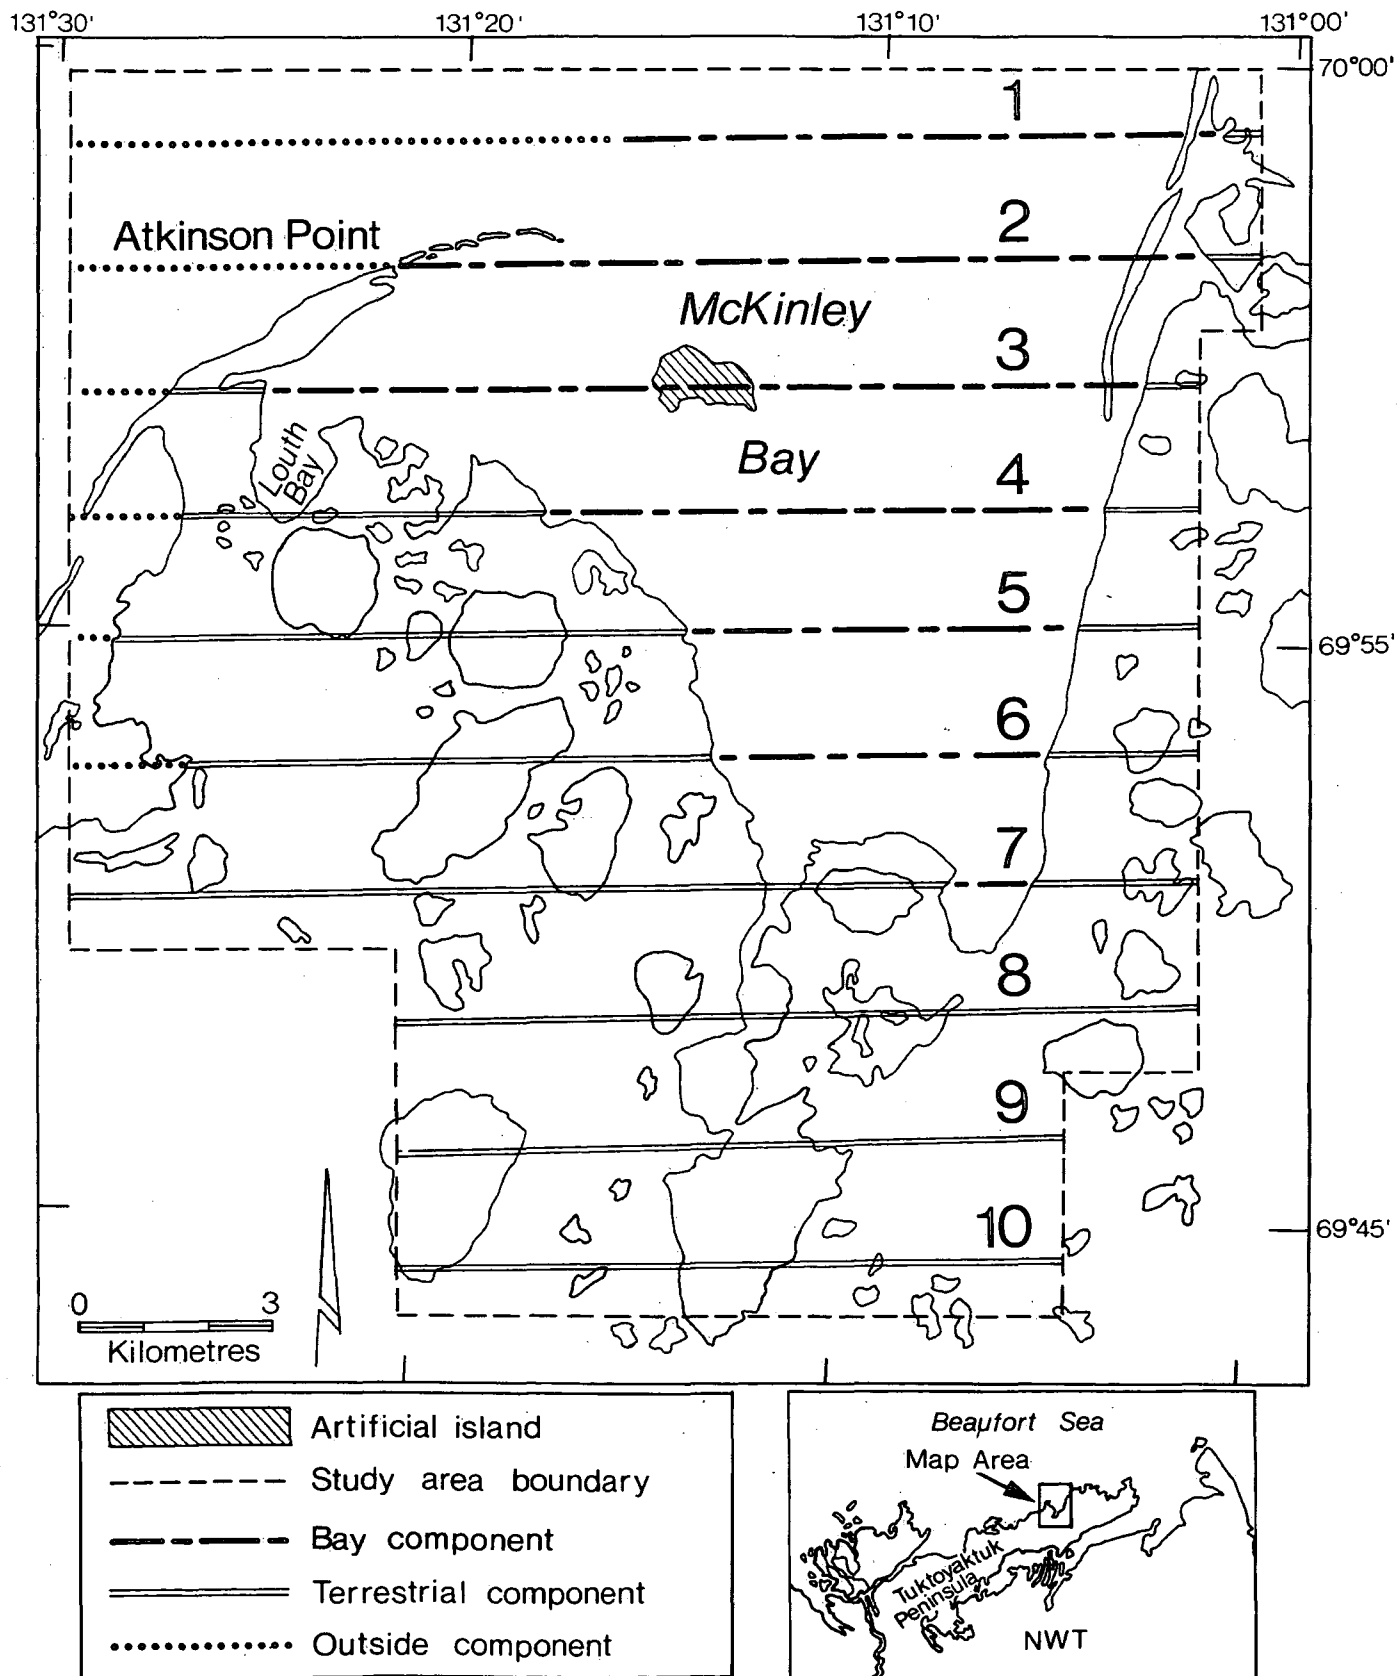 131°30' 131°20' 131°10' 131°00'
70°00'
1
2
Atkinson Point
McKinley
3
Louth
Bay
Bay
4
5
69°55'
6
7
8
9
10
69°45'
0 3
Kilometres
Artificial island
Study area boundary
Bay component
Terrestrial component
Outside component
Beaufort Sea
Map Area
Tuktoyaktuk
Peninsula
NWT